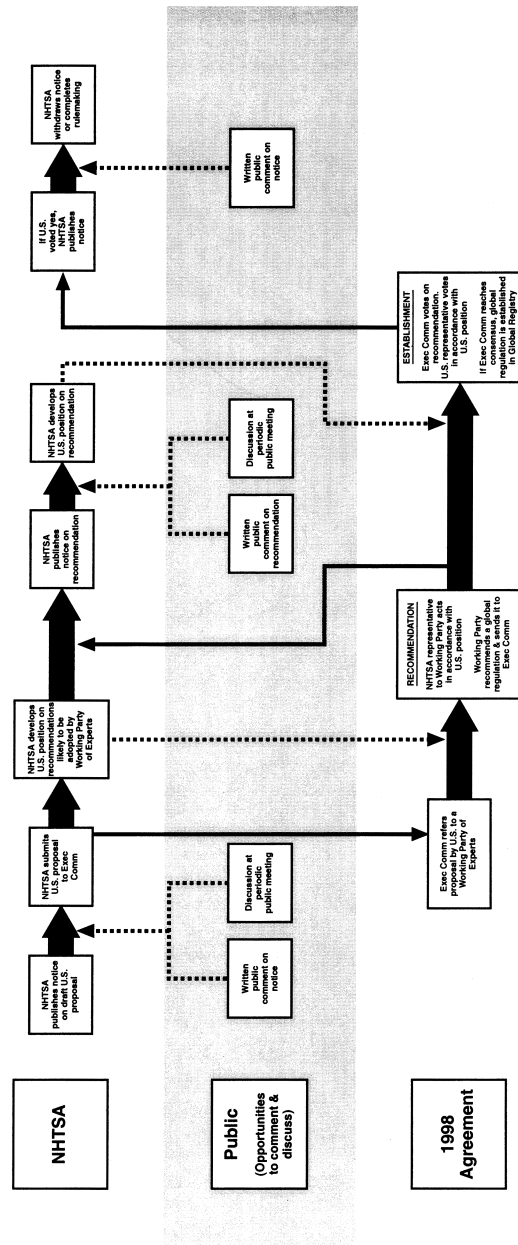 NHTSA
NHTSA
publishes notice
on draft U.S.
proposal
NHTSA submits
U.S. proposal
to Exec
Comm
NHTSA develops
U.S. position on
recommendations
likely to be
adopted by
Working Party
of Experts
NHTSA
publishes
notice on
recommendation
NHTSA develops
U.S. position on
recommendation
If U.S.
voted yes,
NHTSA
publishes
notice
NHTSA
withdraws notice
or completes
rulemaking
Public
(Opportunities
to comment &
discuss)
Written
public
comment on
notice
Discussion at
periodic
public meeting
Written
public
comment on
recommendation
Discussion at
periodic
public meeting
Written
public
comment on
notice
1998
Agreement
Exec Comm refers
proposal by U.S. to a
Working Party of
Experts
RECOMMENDATION
NHTSA representative
to Working Party acts
in accordance with
U.S. position
Working Party
recommends a global
regulation & sends it to
Exec Comm
ESTABLISHMENT
Exec Comm votes on
recommendation.
U.S. representative votes
in accordance with
U.S. position
If Exec Comm reaches
consensus, global
regulation is established
in Global Registry